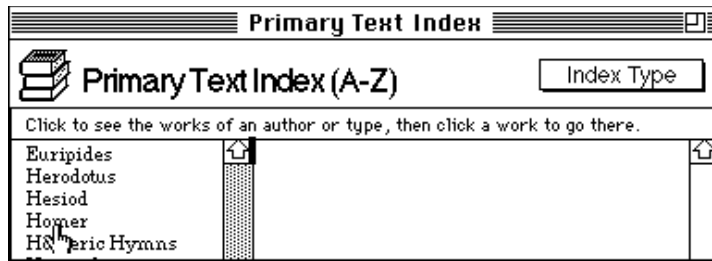 Primary Text Index
Primary Text Index (A-Z)
Index Type
Click to see the works of an author or type, then click a work to go there.
Euripides
Herodotus
Hesiod
Homer
Hymns